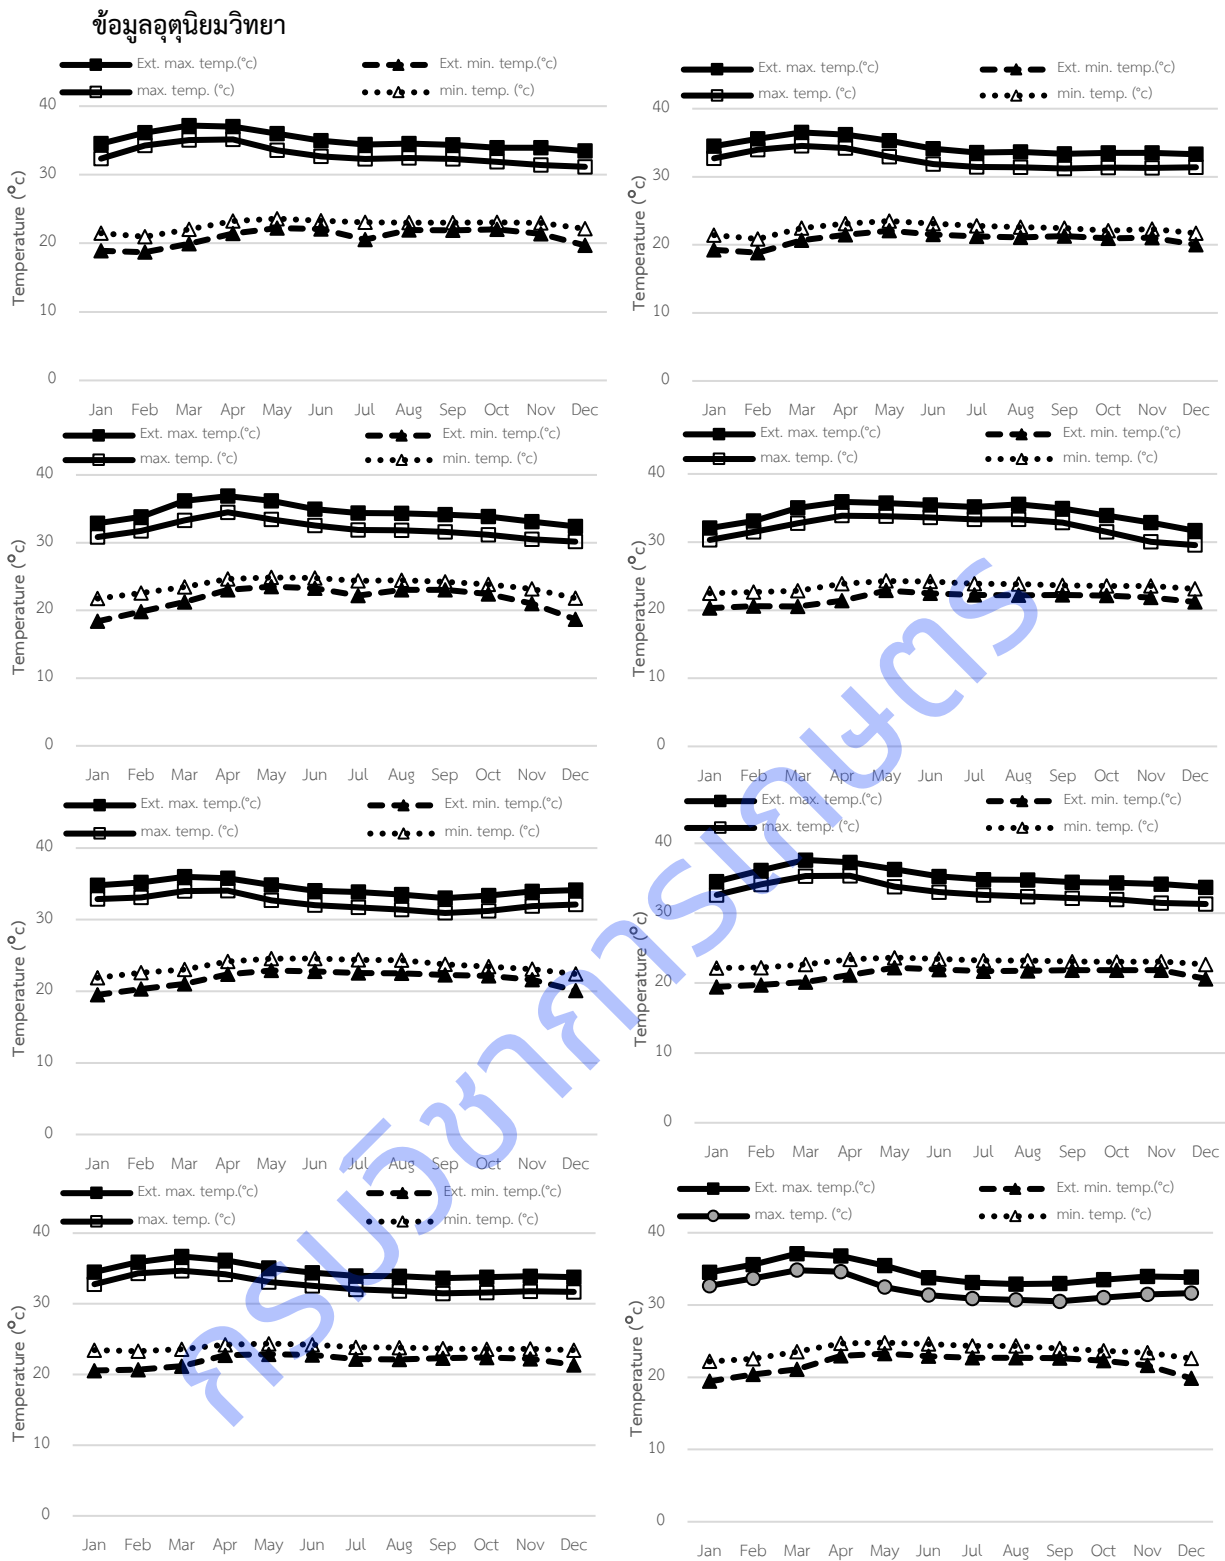 ข้อมูลอุตุนิยมวิทยา
Ext. max. temp.(°c) Ext. min. temp.(°c)
max. temp. (°c) min. temp. (°c)
40
30
20
10
0
Temperature (°c)
Jan Feb Mar Apr May Jun Jul Aug Sep Oct Nov Dec
Ext. max. temp.(°c) Ext. min. temp.(°c)
max. temp. (°c) min. temp. (°c)
40
30
20
10
0
Temperature (°c)
Jan Feb Mar Apr May Jun Jul Aug Sep Oct Nov Dec
Ext. max. temp.(°c) Ext. min. temp.(°c)
max. temp. (°c) min. temp. (°c)
40
30
20
10
0
Temperature (°c)
Jan Feb Mar Apr May Jun Jul Aug Sep Oct Nov Dec
Ext. max. temp.(°c) Ext. min. temp.(°c)
max. temp. (°c) min. temp. (°c)
40
30
20
10
0
Temperature (°c)
Jan Feb Mar Apr May Jun Jul Aug Sep Oct Nov Dec
Ext. max. temp.(°c) Ext. min. temp.(°c)
max. temp. (°c) min. temp. (°c)
40
30
20
10
0
Temperature (°c)
Jan Feb Mar Apr May Jun Jul Aug Sep Oct Nov Dec
Ext. max. temp.(°c) Ext. min. temp.(°c)
max. temp. (°c) min. temp. (°c)
40
30
20
10
0
Temperature (°c)
Jan Feb Mar Apr May Jun Jul Aug Sep Oct Nov Dec
Ext. max. temp.(°c) Ext. min. temp.(°c)
max. temp. (°c) min. temp. (°c)
40
30
20
10
0
Temperature (°c)
Jan Feb Mar Apr May Jun Jul Aug Sep Oct Nov Dec
Ext. max. temp.(°c) Ext. min. temp.(°c)
max. temp. (°c) min. temp. (°c)
40
30
20
10
0
Temperature (°c)
Jan Feb Mar Apr May Jun Jul Aug Sep Oct Nov Dec
กรมวิชาการเกษตร